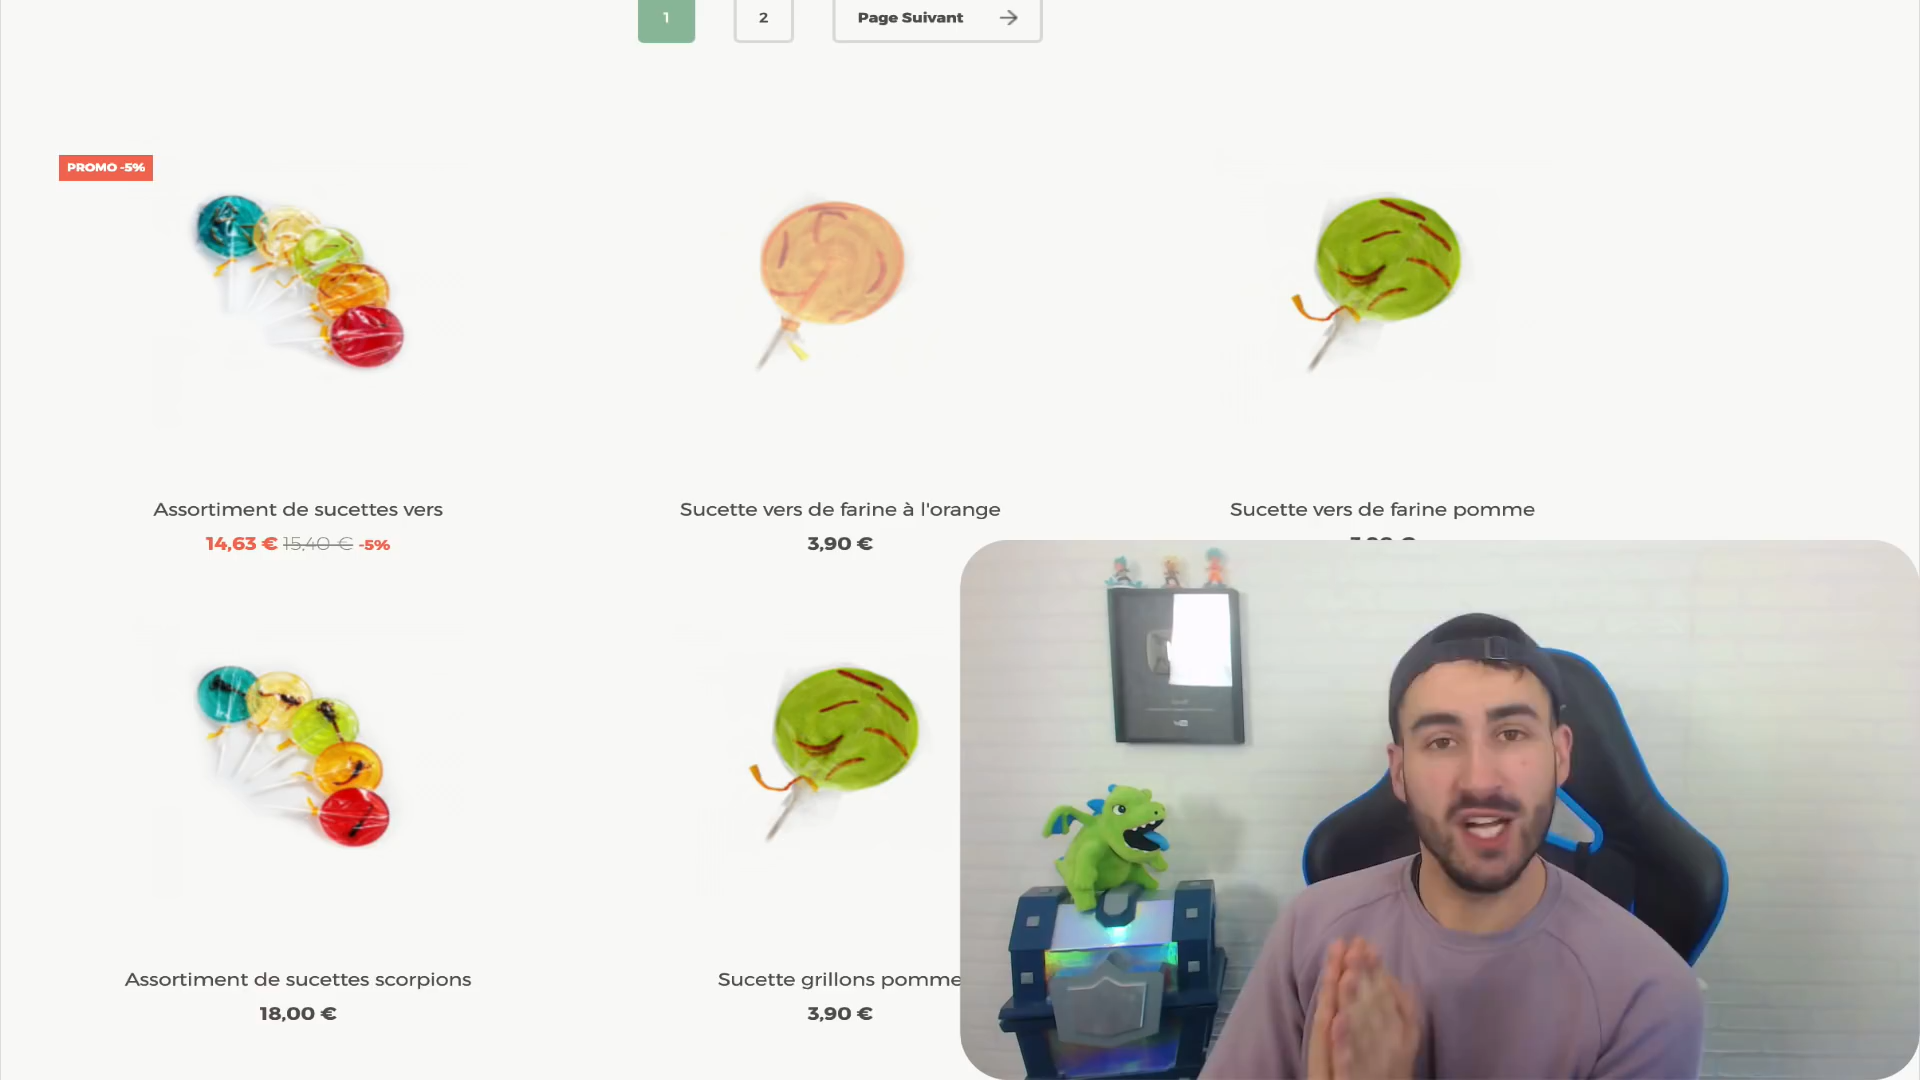 1
2
Page Suivant
PROMO -5%
Assortiment de sucettes vers
14,63 € 15,40 € -5%
Sucette vers de farine à l'orange
3,90 €
Sucette vers de farine pomme
Assortiment de sucettes scorpions
18,00 €
Sucette grillons pomme
3,90 €